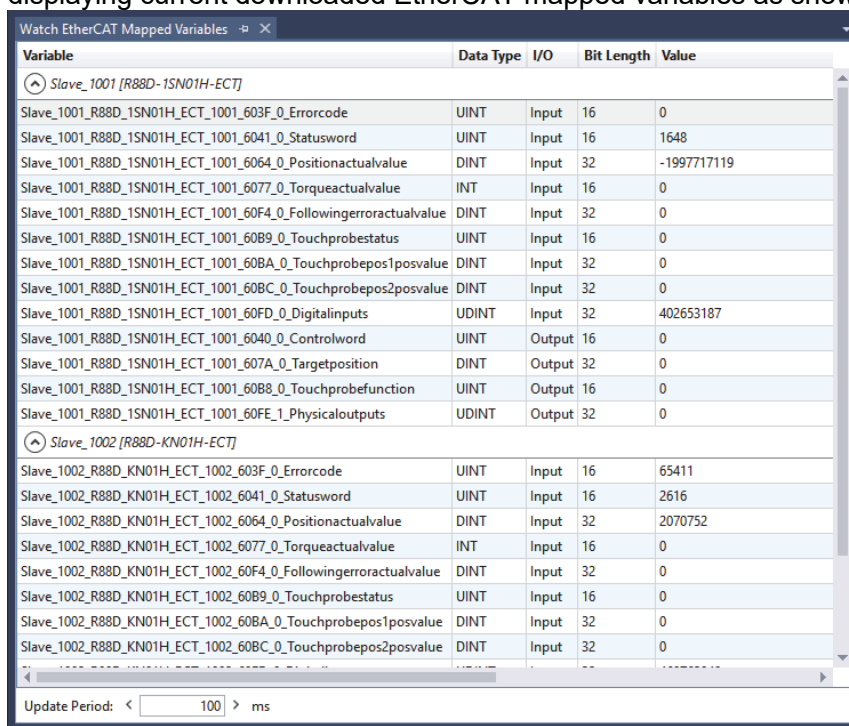 displaying current downloaded EtherCAT mapped variables as show
Watch EtherCAT Mapped Variables
Variable Data Type I/O Bit Length Value
Slave_1001 [R88D-1SN01H-ECT]
Slave_1001_R88D_1SN01H_ECT_1001_603F_0_Errorcode UINT Input 16 0
Slave_1001_R88D_1SN01H_ECT_1001_6041_0_Statusword UINT Input 16 1648
Slave_1001_R88D_1SN01H_ECT_1001_6064_0_Positionactualvalue DINT Input 32 -1997717119
Slave_1001_R88D_1SN01H_ECT_1001_6077_0_Torqueactualvalue INT Input 16 0
Slave_1001_R88D_1SN01H_ECT_1001_60F4_0_Followingerroractualvalue DINT Input 32 0
Slave_1001_R88D_1SN01H_ECT_1001_60B9_0_Touchprobestatus UINT Input 16 0
Slave_1001_R88D_1SN01H_ECT_1001_60BA_0_Touchprobepos1posvalue DINT Input 32 0
Slave_1001_R88D_1SN01H_ECT_1001_60BC_0_Touchprobepos2posvalue DINT Input 32 0
Slave_1001_R88D_1SN01H_ECT_1001_60FD_0_Digitalinputs UDINT Input 32 402653187
Slave_1001_R88D_1SN01H_ECT_1001_6040_0_Controlword UINT Output 16 0
Slave_1001_R88D_1SN01H_ECT_1001_607A_0_Targetposition DINT Output 32 0
Slave_1001_R88D_1SN01H_ECT_1001_60B8_0_Touchprobefunction UINT Output 16 0
Slave_1001_R88D_1SN01H_ECT_1001_60FE_1_Physicaloutputs UDINT Output 32 0
Slave_1002 [R88D-KN01H-ECT]
Slave_1002_R88D_KN01H_ECT_1002_603F_0_Errorcode UINT Input 16 65411
Slave_1002_R88D_KN01H_ECT_1002_6041_0_Statusword UINT Input 16 2616
Slave_1002_R88D_KN01H_ECT_1002_6064_0_Positionactualvalue DINT Input 32 2070752
Slave_1002_R88D_KN01H_ECT_1002_6077_0_Torqueactualvalue INT Input 16 0
Slave_1002_R88D_KN01H_ECT_1002_60F4_0_Followingerroractualvalue DINT Input 32 0
Slave_1002_R88D_KN01H_ECT_1002_60B9_0_Touchprobestatus UINT Input 16 0
Slave_1002_R88D_KN01H_ECT_1002_60BA_0_Touchprobepos1posvalue DINT Input 32 0
Slave_1002_R88D_KN01H_ECT_1002_60BC_0_Touchprobepos2posvalue DINT Input 32 0
Update Period: < 100 > ms